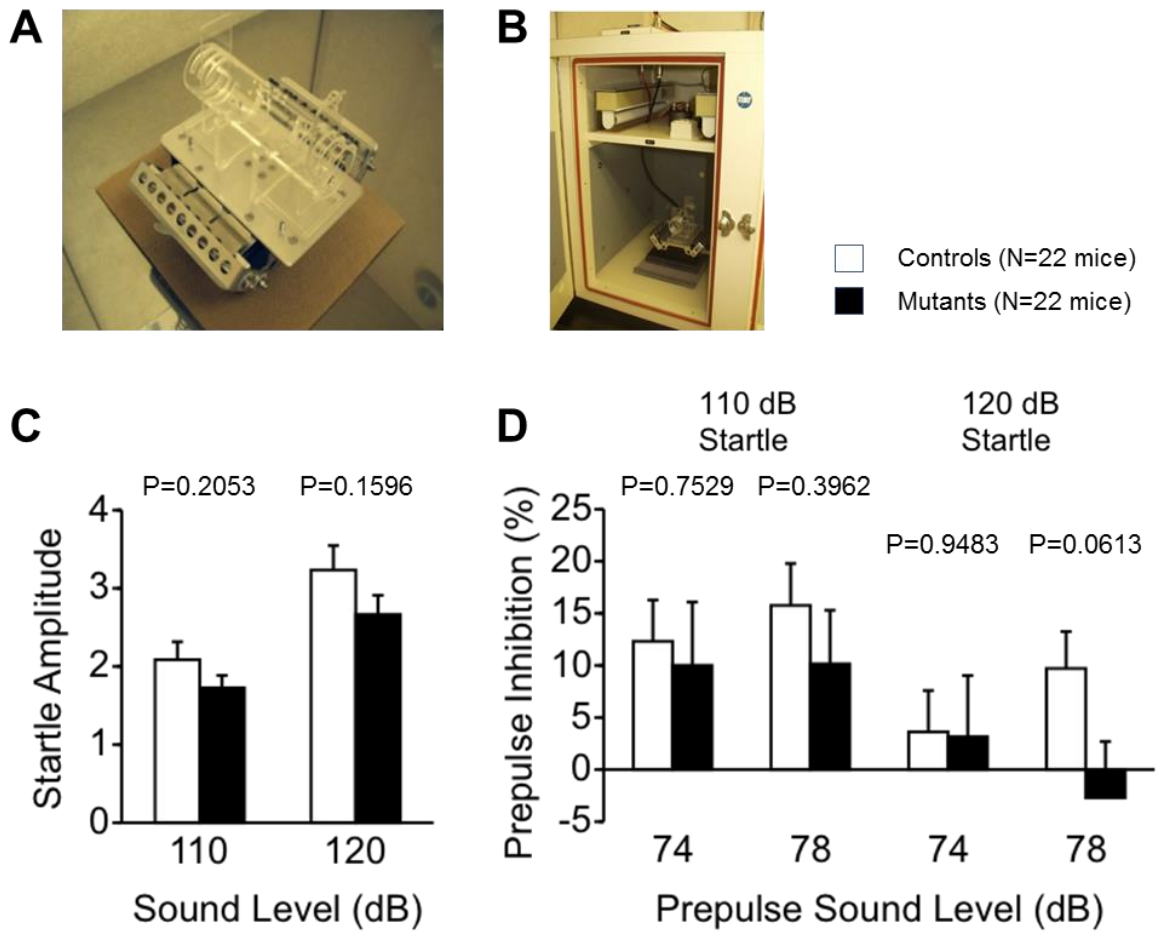 A
B
Controls (N=22 mice)
Mutants (N=22 mice)
C
P=0.2053 P=0.1596
Startle Amplitude
4
3
2
1
0
110 120
Sound Level (dB)
D
110 dB
Startle
120 dB
Startle
P=0.7529 P=0.3962
P=0.9483 P=0.0613
Prepulse Inhibition (%)
25
20
15
10
5
0
-5
74 78 74 78
Prepulse Sound Level (dB)